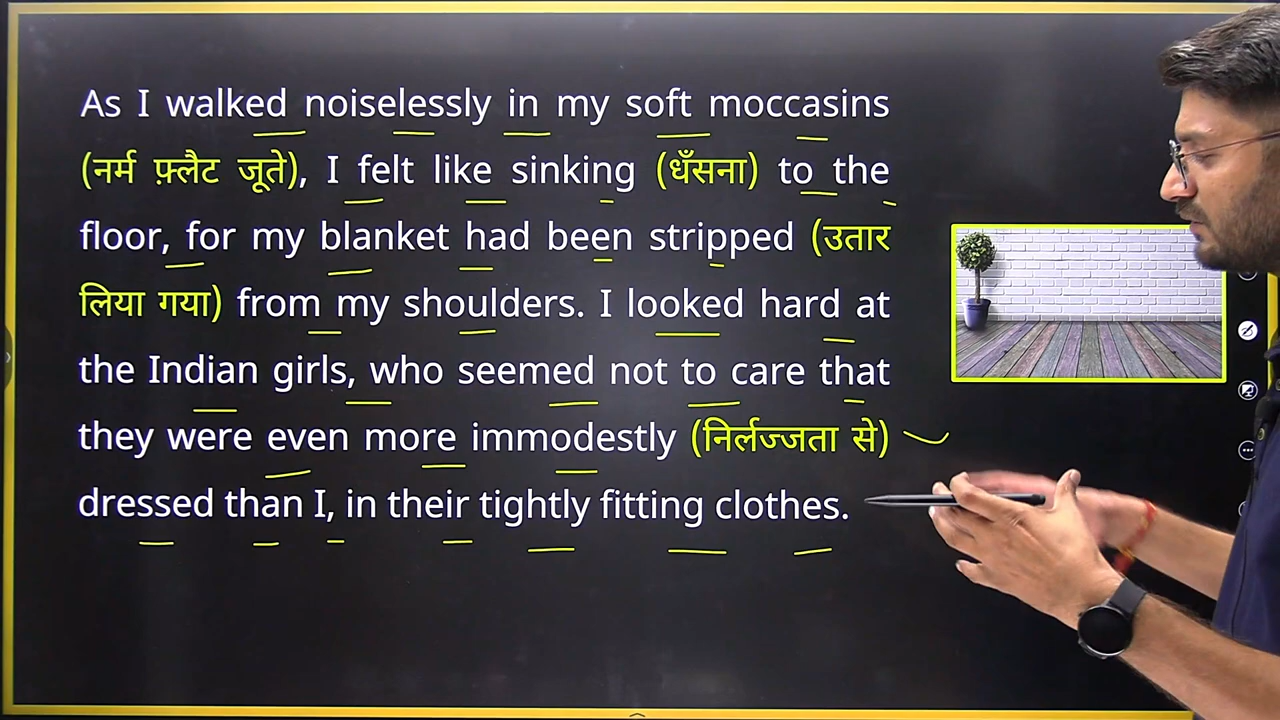 As I walked noiselessly in my soft moccasins
(नर्म फ़्लैट जूते), I felt like sinking (धँसना) to the
floor, for my blanket had been stripped (उतार
लिया गया) from my shoulders. I looked hard at
the Indian girls, who seemed not to care that
they were even more immodestly (निर्लज्जता से)
dressed than I, in their tightly fitting clothes.